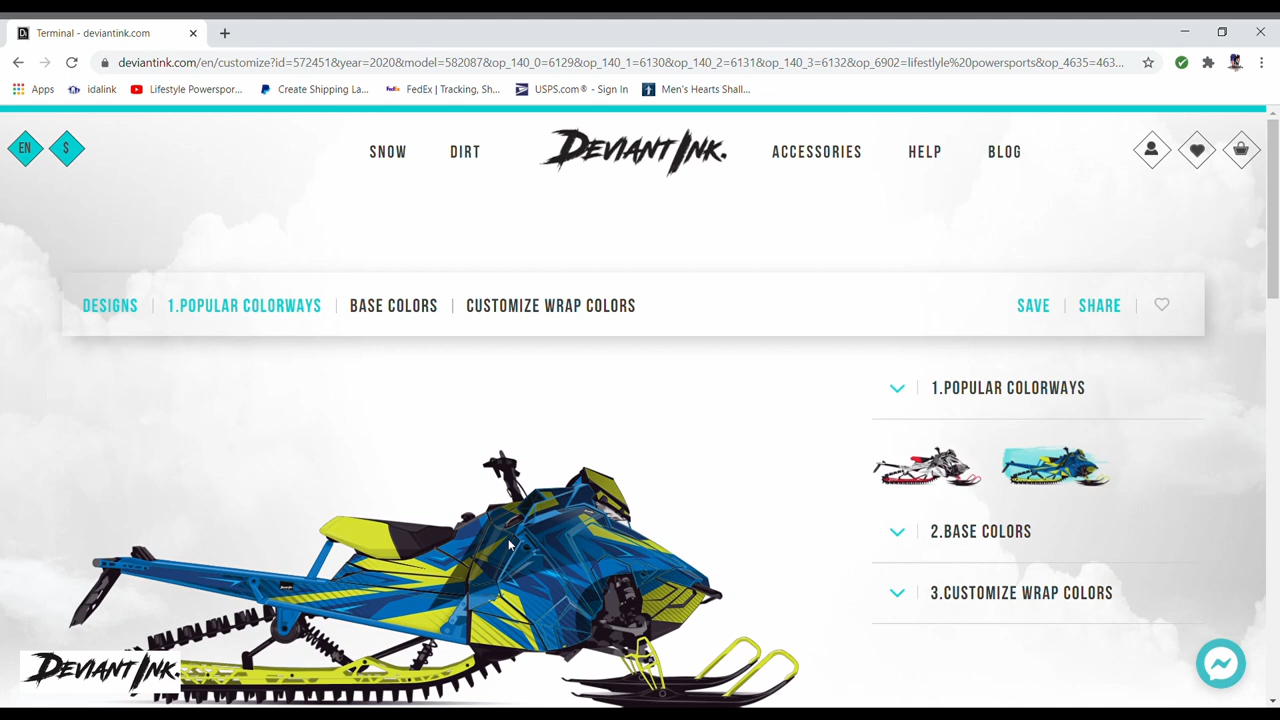 Terminal - deviantink.com
deviantink.com/en/customize?id=572451&year=2020&model=582087&op_140_0=6129&op_140_1=6130&op_140_2=6131&op_140_3=6132&op_6902=lifestlyle%20powersports&op_4635=463...
Apps
idalink
Lifestyle Powerspor...
Create Shipping La...
FedEx | Tracking, Sh...
USPS.com® - Sign In
Men's Hearts Shall...
EN
$
SNOW
DIRT
DEVIANT INK.
ACCESSORIES
HELP
BLOG
DESIGNS
1.POPULAR COLORWAYS
BASE COLORS
CUSTOMIZE WRAP COLORS
SAVE
SHARE
1.POPULAR COLORWAYS
2.BASE COLORS
3.CUSTOMIZE WRAP COLORS
DEVIANT INK.